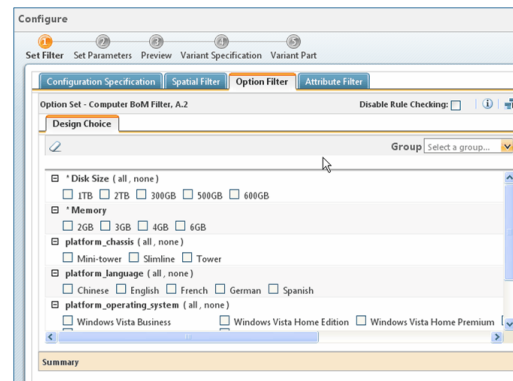 Configure
1 2 3 4 5
Set Filter Set Parameters Preview Variant Specification Variant Part
Configuration Specification Spatial Filter Option Filter Attribute Filter
Option Set - Computer BoM Filter, A.2 Disable Rule Checking:
Design Choice
Group Select a group...
* Disk Size ( all , none )
1TB 2TB 300GB 500GB 600GB
* Memory
2GB 3GB 4GB 6GB
platform_chassis ( all , none )
Mini-tower Slimline Tower
platform_language ( all , none )
Chinese English French German Spanish
platform_operating_system ( all , none )
Windows Vista Business Windows Vista Home Edition Windows Vista Home Premium
Summary